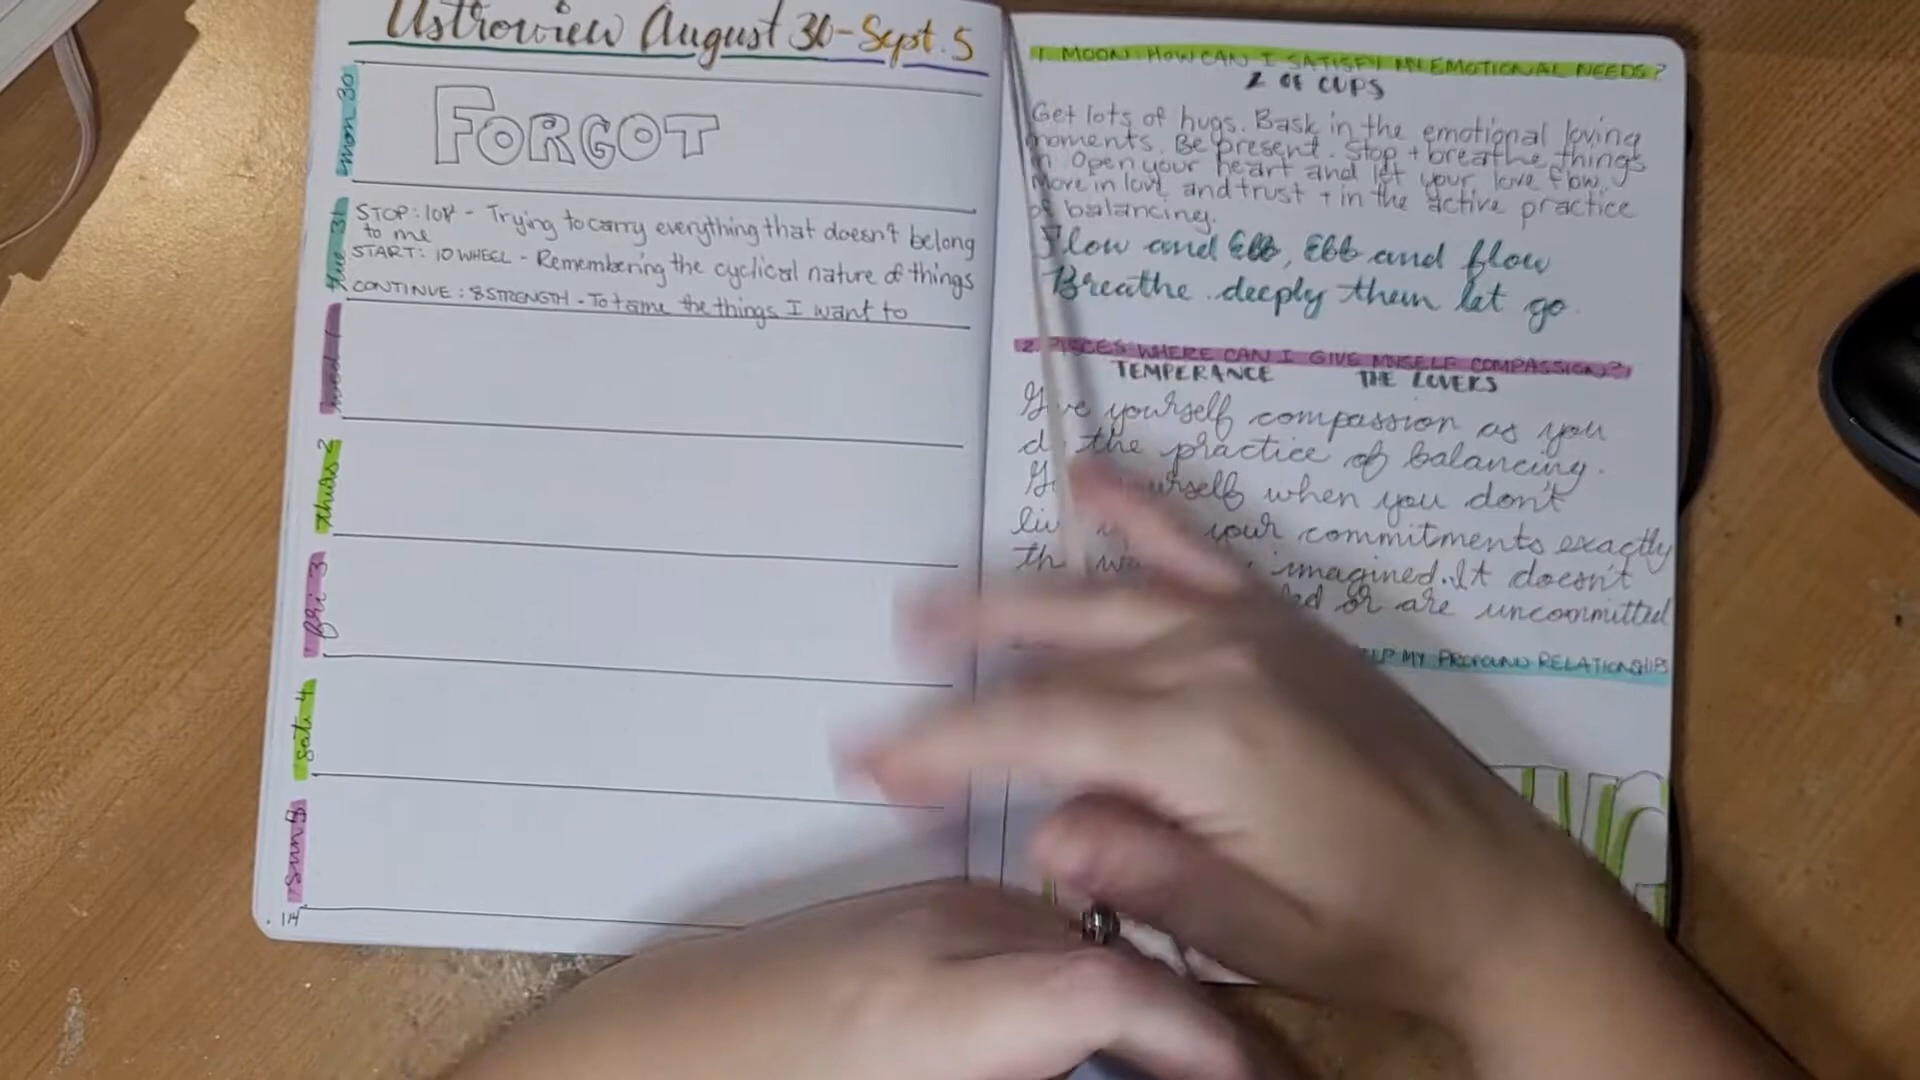 Astroview August 30-Sept. 5
mon 30
FORGOT
tue 31
STOP: 10W - Trying to carry everything that doesn't belong
to me
START: 10 WHEEL - Remembering the cyclical nature of things
CONTINUE: 8 STRENGTH - To tame the things I want to
wed 1
thurs 2
fri 3
sat 4
sun 5
114
1. MOON: HOW CAN I SATISFY MY EMOTIONAL NEEDS?
2 OF CUPS
Get lots of hugs. Bask in the emotional loving
moments. Be present. Stop + breathe things
in. Open your heart and let your love flow.
Move in love and trust + in the active practice
of balancing.
Flow and Ebb, Ebb and flow
Breathe deeply then let go.
2. PISCES WHERE CAN I GIVE MYSELF COMPASSION?
TEMPERANCE THE LOVERS
Give yourself compassion as you
do the practice of balancing.
yourself when you don't
your commitments exactly
imagined. It doesn't
or are uncommitted
MY PROFOUND RELATIONSHIPS